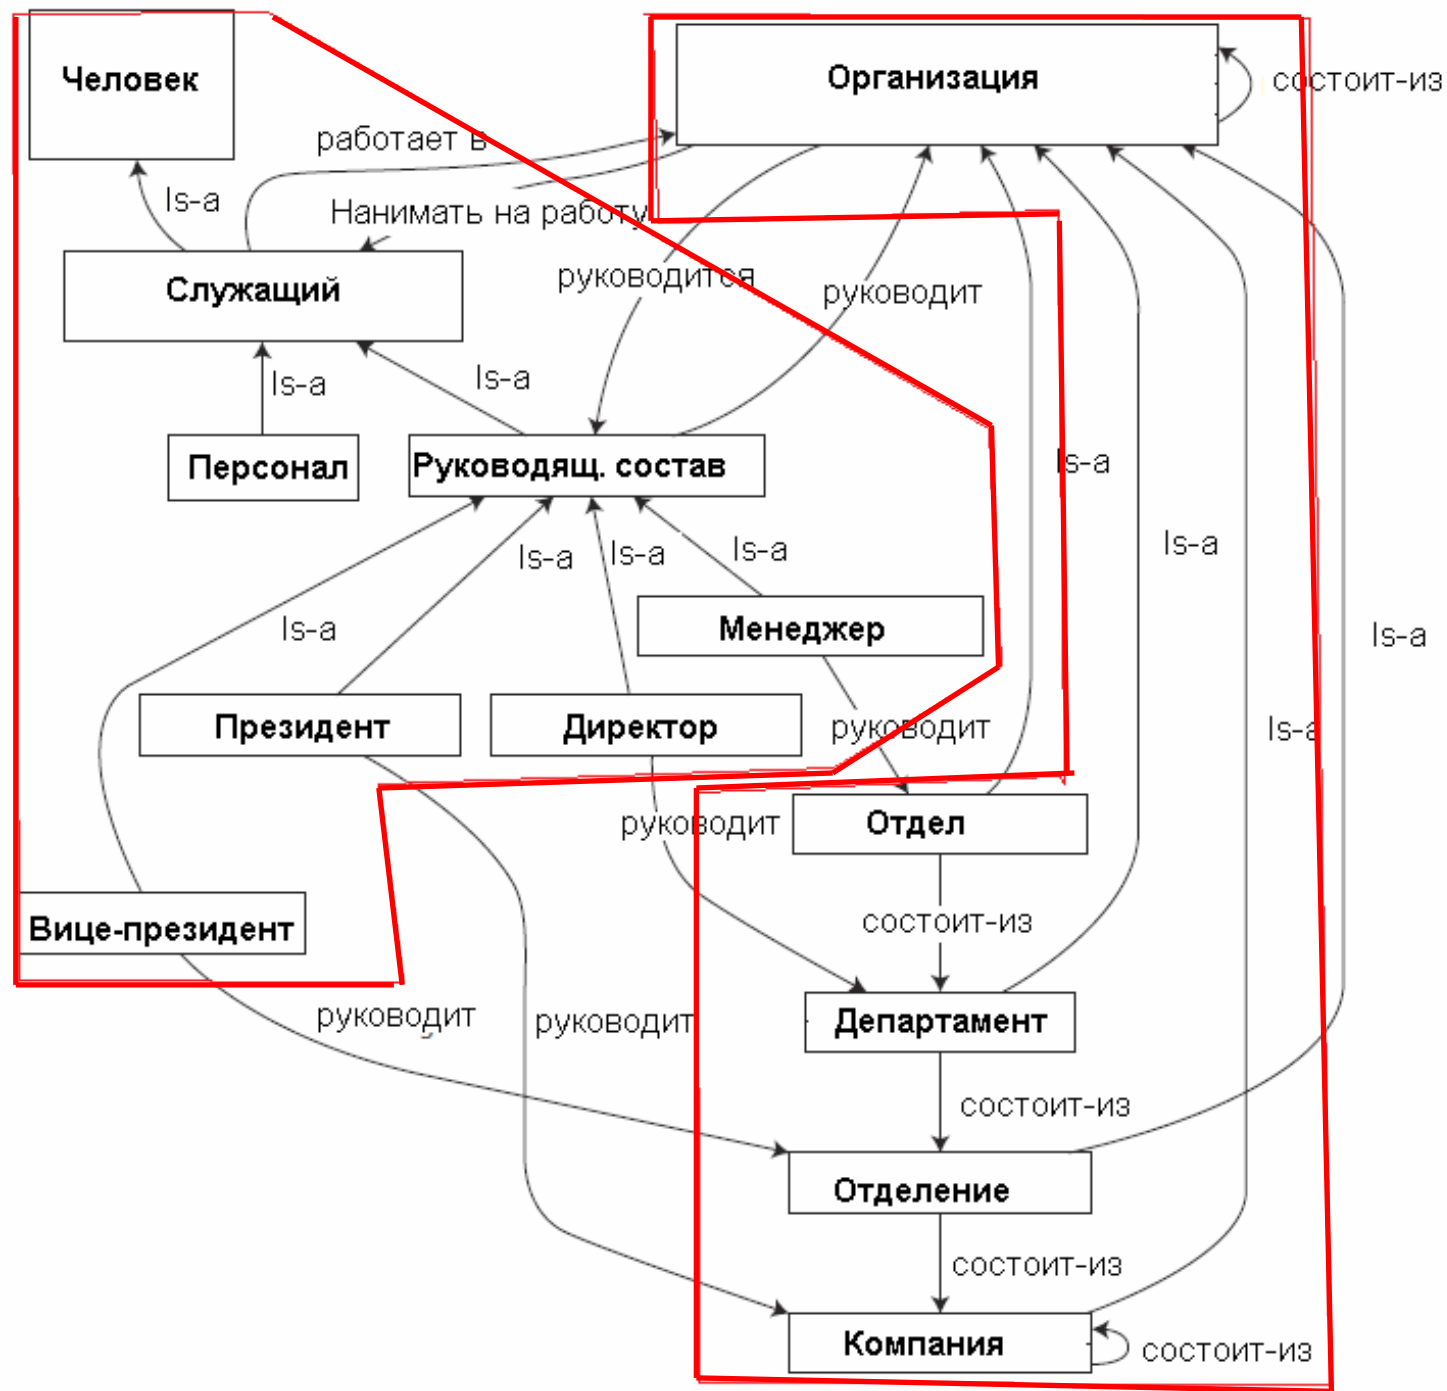 Человек
Организация
состоит-из
работает в
Is-a
Нанимать на работу
Служащий
руководится
руководит
Is-a
Is-a
Is-a
Персонал
Руководящ. состав
Is-a
Is-a
Is-a
Is-a
Is-a
Менеджер
Is-a
Президент
Директор
руководит
Is-a
руководит
Отдел
состоит-из
Вице-президент
руководит
руководит
Департамент
состоит-из
Отделение
состоит-из
Компания
состоит-из